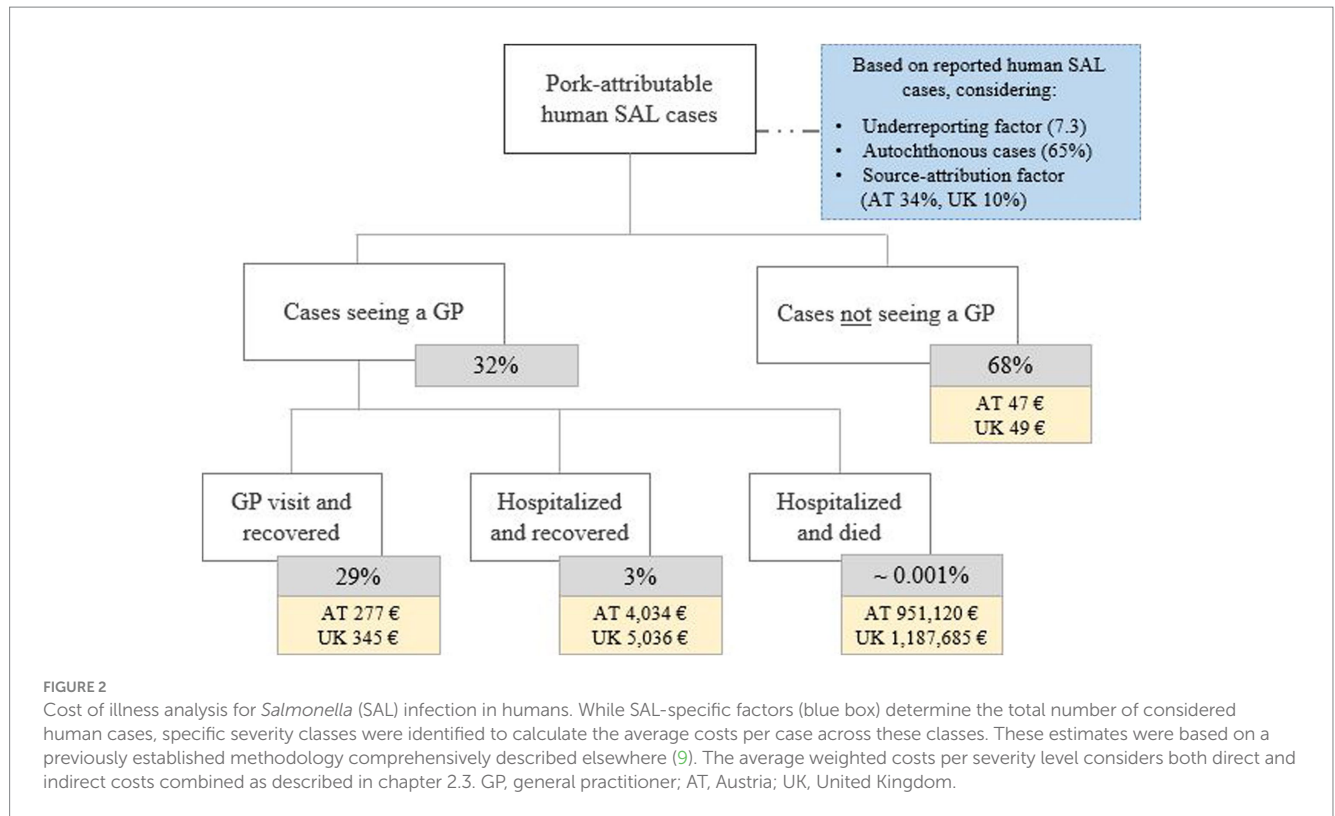 Pork-attributable
human SAL cases
Based on reported human SAL
cases, considering:
• Underreporting factor (7.3)
• Autochthonous cases (65%)
• Source-attribution factor
(AT 34%, UK 10%)
Cases seeing a GP
32%
Cases not seeing a GP
68%
AT 47 €
UK 49 €
GP visit and
recovered
29%
AT 277 €
UK 345 €
Hospitalized
and recovered
3%
AT 4,034 €
UK 5,036 €
Hospitalized
and died
~ 0.001%
AT 951,120 €
UK 1,187,685 €
FIGURE 2
Cost of illness analysis for Salmonella (SAL) infection in humans. While SAL-specific factors (blue box) determine the total number of considered
human cases, specific severity classes were identified to calculate the average costs per case across these classes. These estimates were based on a
previously established methodology comprehensively described elsewhere (9). The average weighted costs per severity level considers both direct and
indirect costs combined as described in chapter 2.3. GP, general practitioner; AT, Austria; UK, United Kingdom.